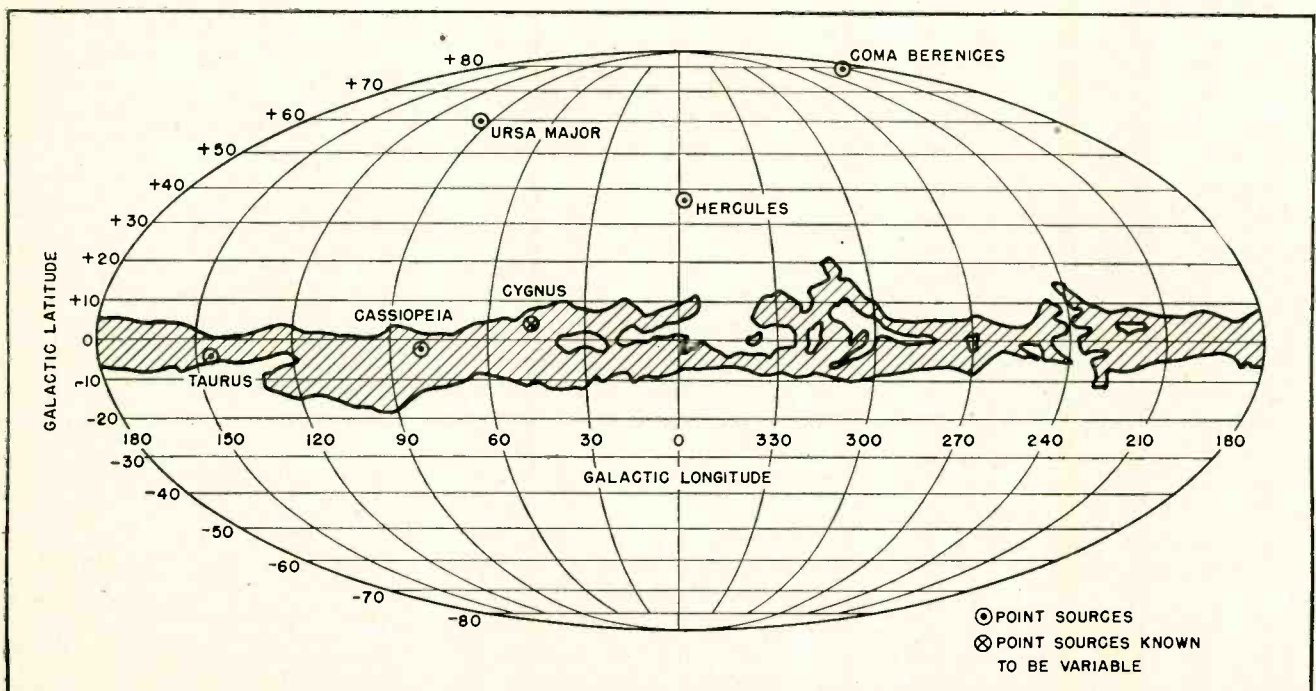 COMA BERENICES
+80
+70
+60
URSA MAJOR
+50
+40
HERCULES
+30
+20
GALACTIC LATITUDE
+10
CYGNUS
CASSIOPEIA
0
TAURUS
-10
-20
180 150 120 90 60 30 0 330 300 270 240 210 180
-30
GALACTIC LONGITUDE
-40
-50
-60
-70
-80
POINT SOURCES
POINT SOURCES KNOWN
TO BE VARIABLE